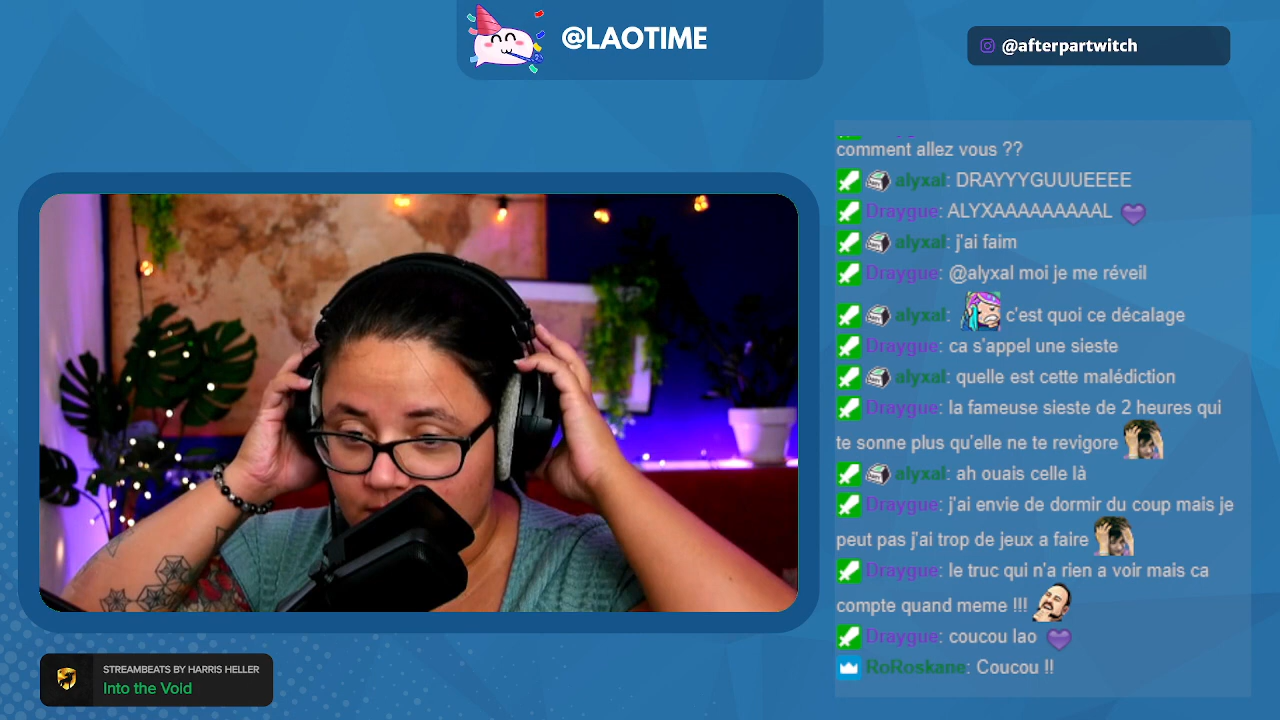 @LAOTIME
@afterpartwitch
comment allez vous ??
alyxal: DRAYYYGUUUEEEE
Draygue: ALYXAAAAAAAAAL
alyxal: j'ai faim
Draygue: @alyxal moi je me réveil
alyxal: c'est quoi ce décalage
Draygue: ca s'appel une sieste
alyxal: quelle est cette malédiction
Draygue: la fameuse sieste de 2 heures qui
te sonne plus qu'elle ne te revigore
alyxal: ah ouais celle là
Draygue: j'ai envie de dormir du coup mais je
peut pas j'ai trop de jeux a faire
Draygue: le truc qui n'a rien a voir mais ca
compte quand meme !!!
Draygue: coucou lao
RoRoskane: Coucou !!
STREAMBEATS BY HARRIS HELLER
Into the Void